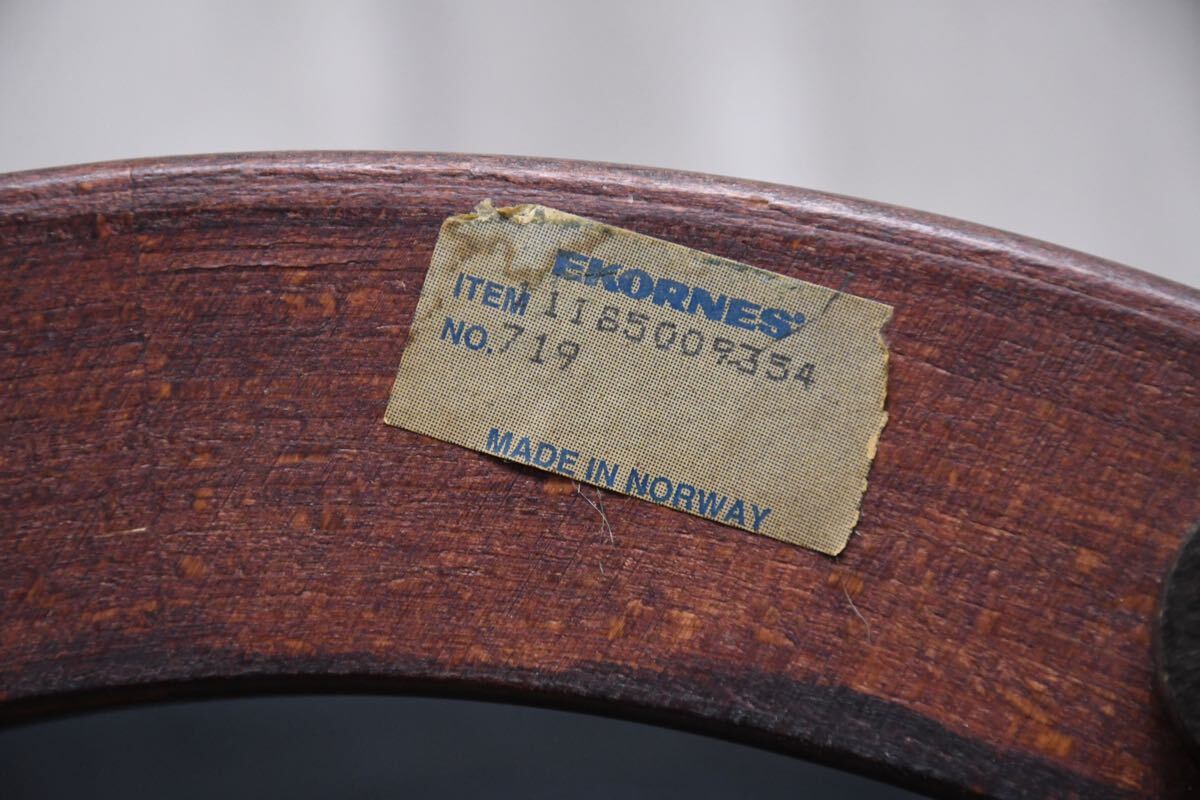 EKORNES®
ITEM 1185009354
NO. 719
MADE IN NORWAY